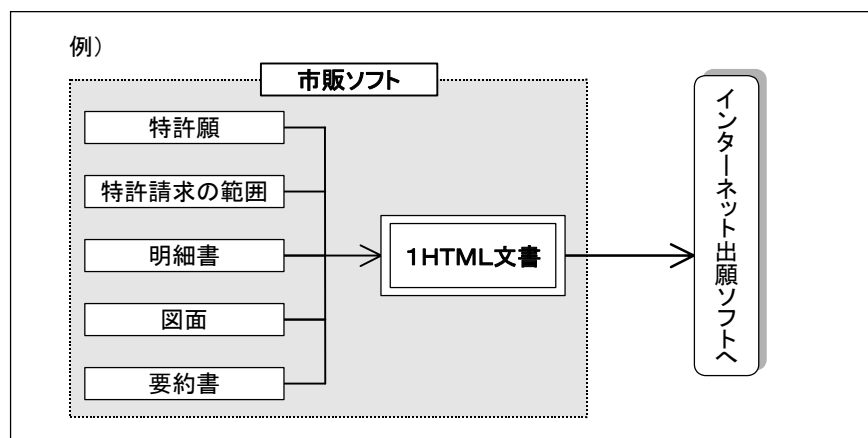 例）
市販ソフト
特許願
特許請求の範囲
明細書
図面
要約書
１HTML文書
インターネット出願ソフトへ